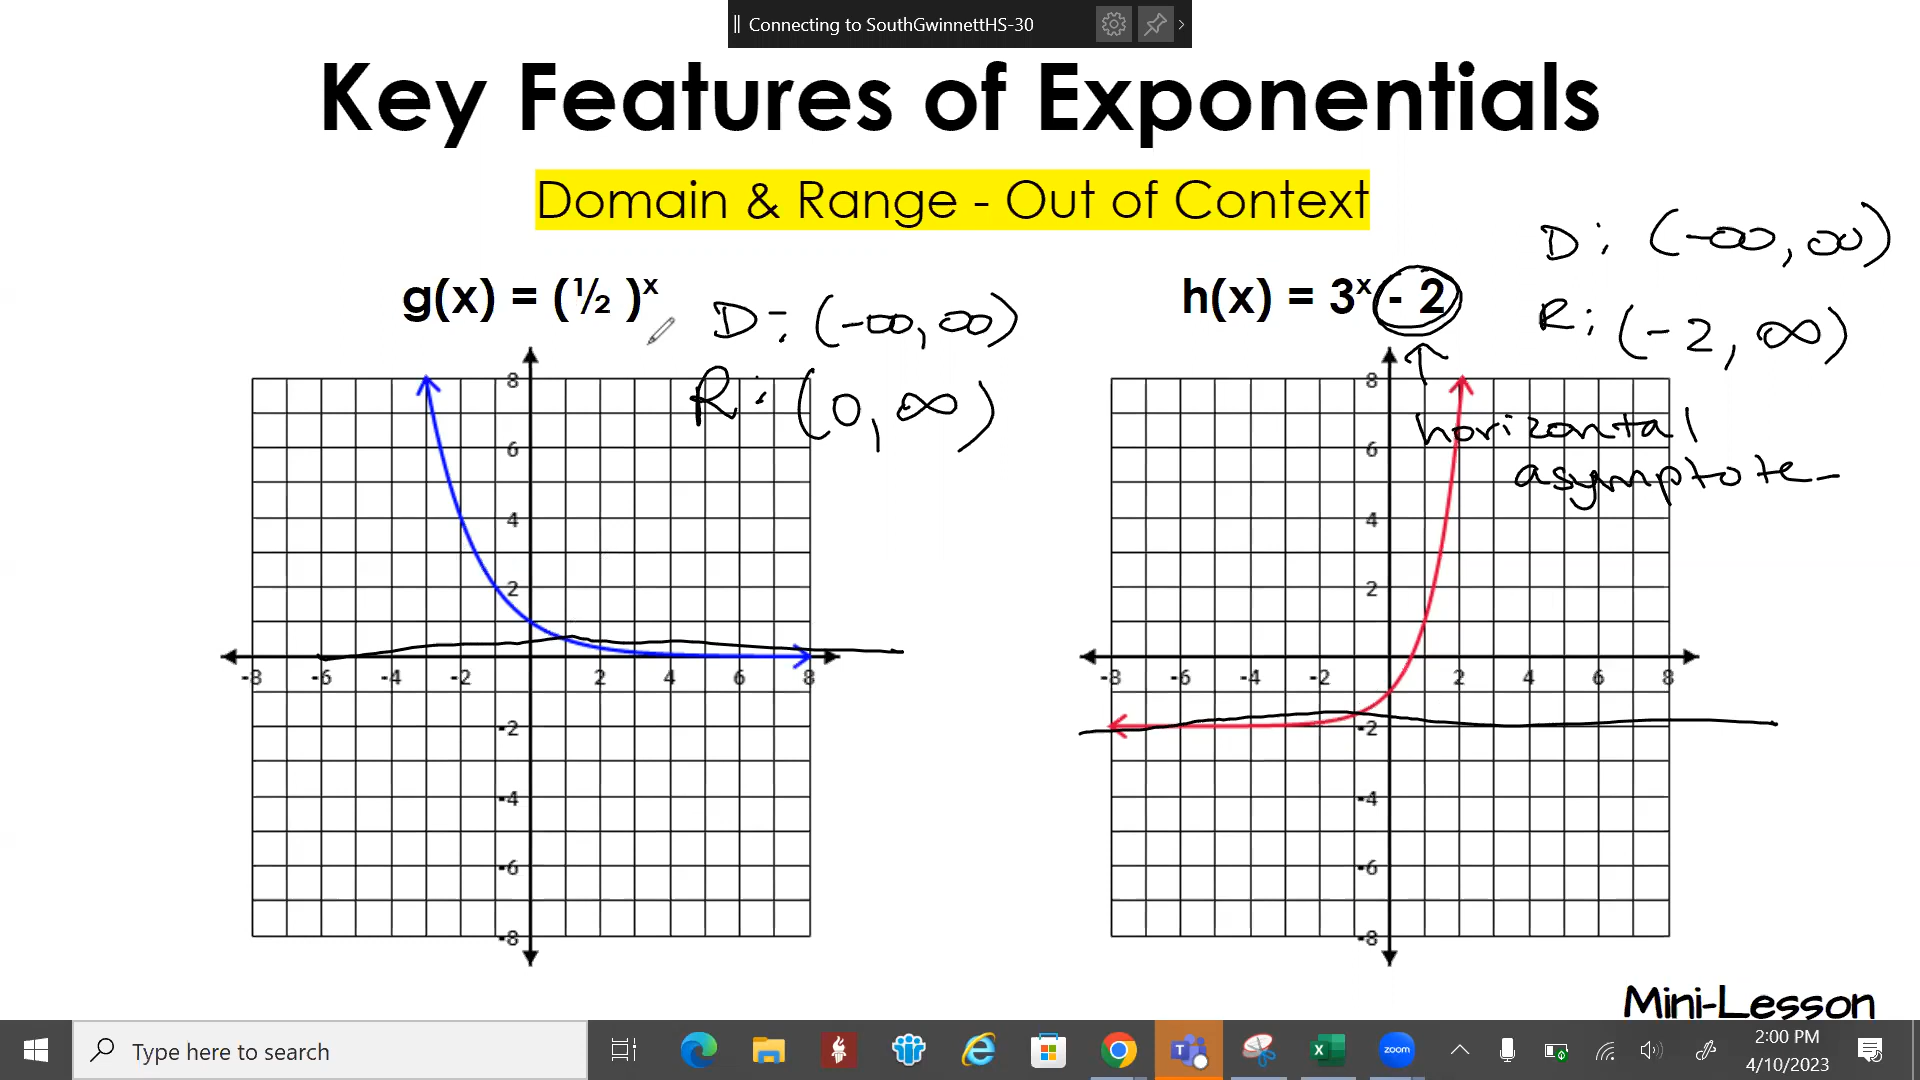 Connecting to SouthGwinnettHS-30
Key Features of Exponentials
Domain & Range - Out of Context
g(x) = (½ )ˣ
D: (-∞, ∞)
R: (0, ∞)
8
6
4
2
-2
-4
-6
-8
-8 -6 -4 -2 2 4 6 8
h(x) = 3ˣ - 2
D: (-∞, ∞)
R: (-2, ∞)
horizontal
asymptote
8
6
4
2
-2
-4
-6
-8
-8 -6 -4 -2 2 4 6 8
Mini-Lesson
Type here to search
zoom
2:00 PM
4/10/2023